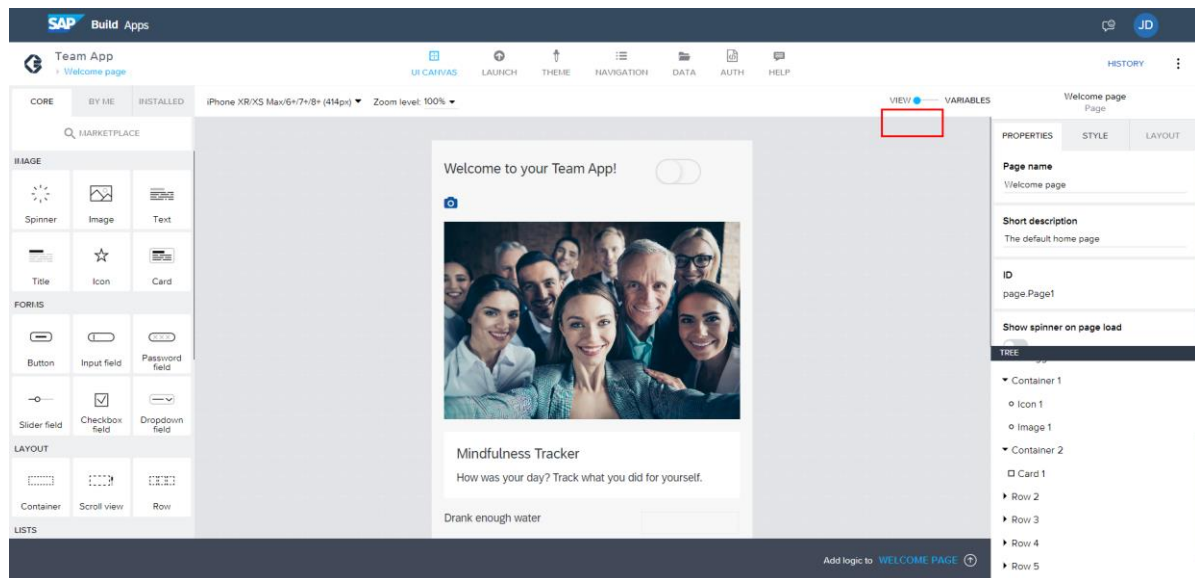 SAP Build Apps
JD
Team App
Welcome page
UI CANVAS
LAUNCH
THEME
NAVIGATION
DATA
AUTH
HELP
HISTORY
CORE
BY ME
INSTALLED
iPhone XR/XS Max/6+/7+/8+ (414px)
Zoom level: 100%
VIEW
VARIABLES
Welcome page
Page
MARKETPLACE
PROPERTIES
STYLE
LAYOUT
IMAGE
Spinner
Image
Text
Title
Icon
Card
FORMS
Button
Input field
Password
field
Slider field
Checkbox
field
Dropdown
field
LAYOUT
Container
Scroll view
Row
LISTS
Welcome to your Team App!
Mindfulness Tracker
How was your day? Track what you did for yourself.
Drank enough water
Page name
Welcome page
Short description
The default home page
ID
page.Page1
Show spinner on page load
TREE
Container 1
Icon 1
Image 1
Container 2
Card 1
Row 2
Row 3
Row 4
Row 5
Add logic to WELCOME PAGE